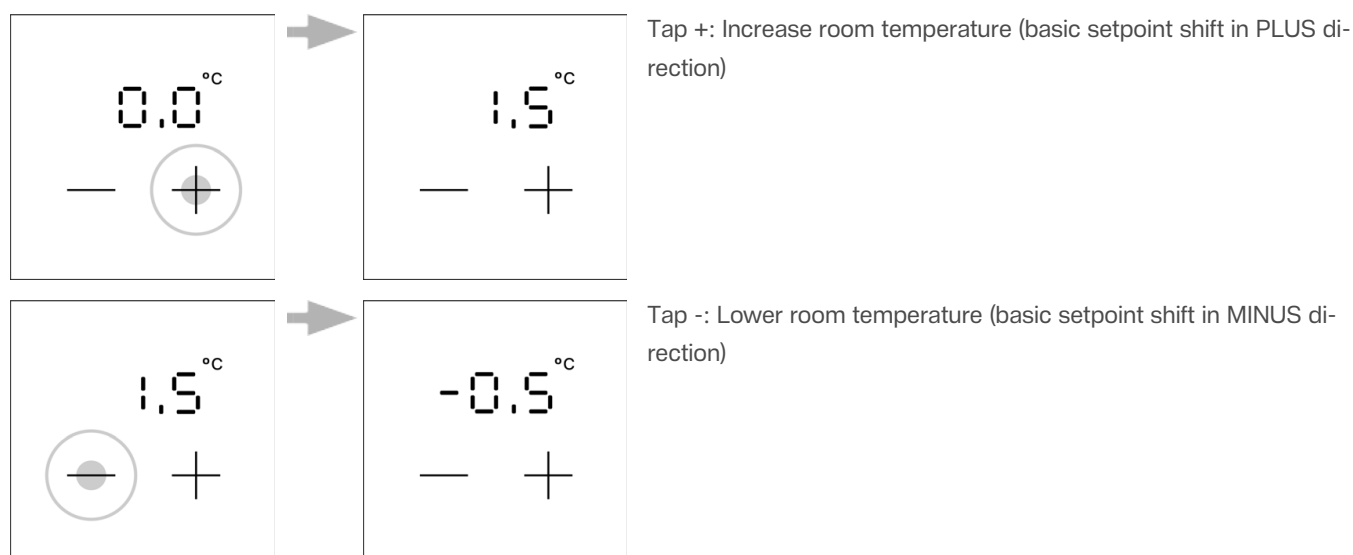 0.0 °C
— +
1.5 °C
— +
Tap +: Increase room temperature (basic setpoint shift in PLUS di-
rection)
1.5 °C
— +
-0.5 °C
— +
Tap -: Lower room temperature (basic setpoint shift in MINUS di-
rection)